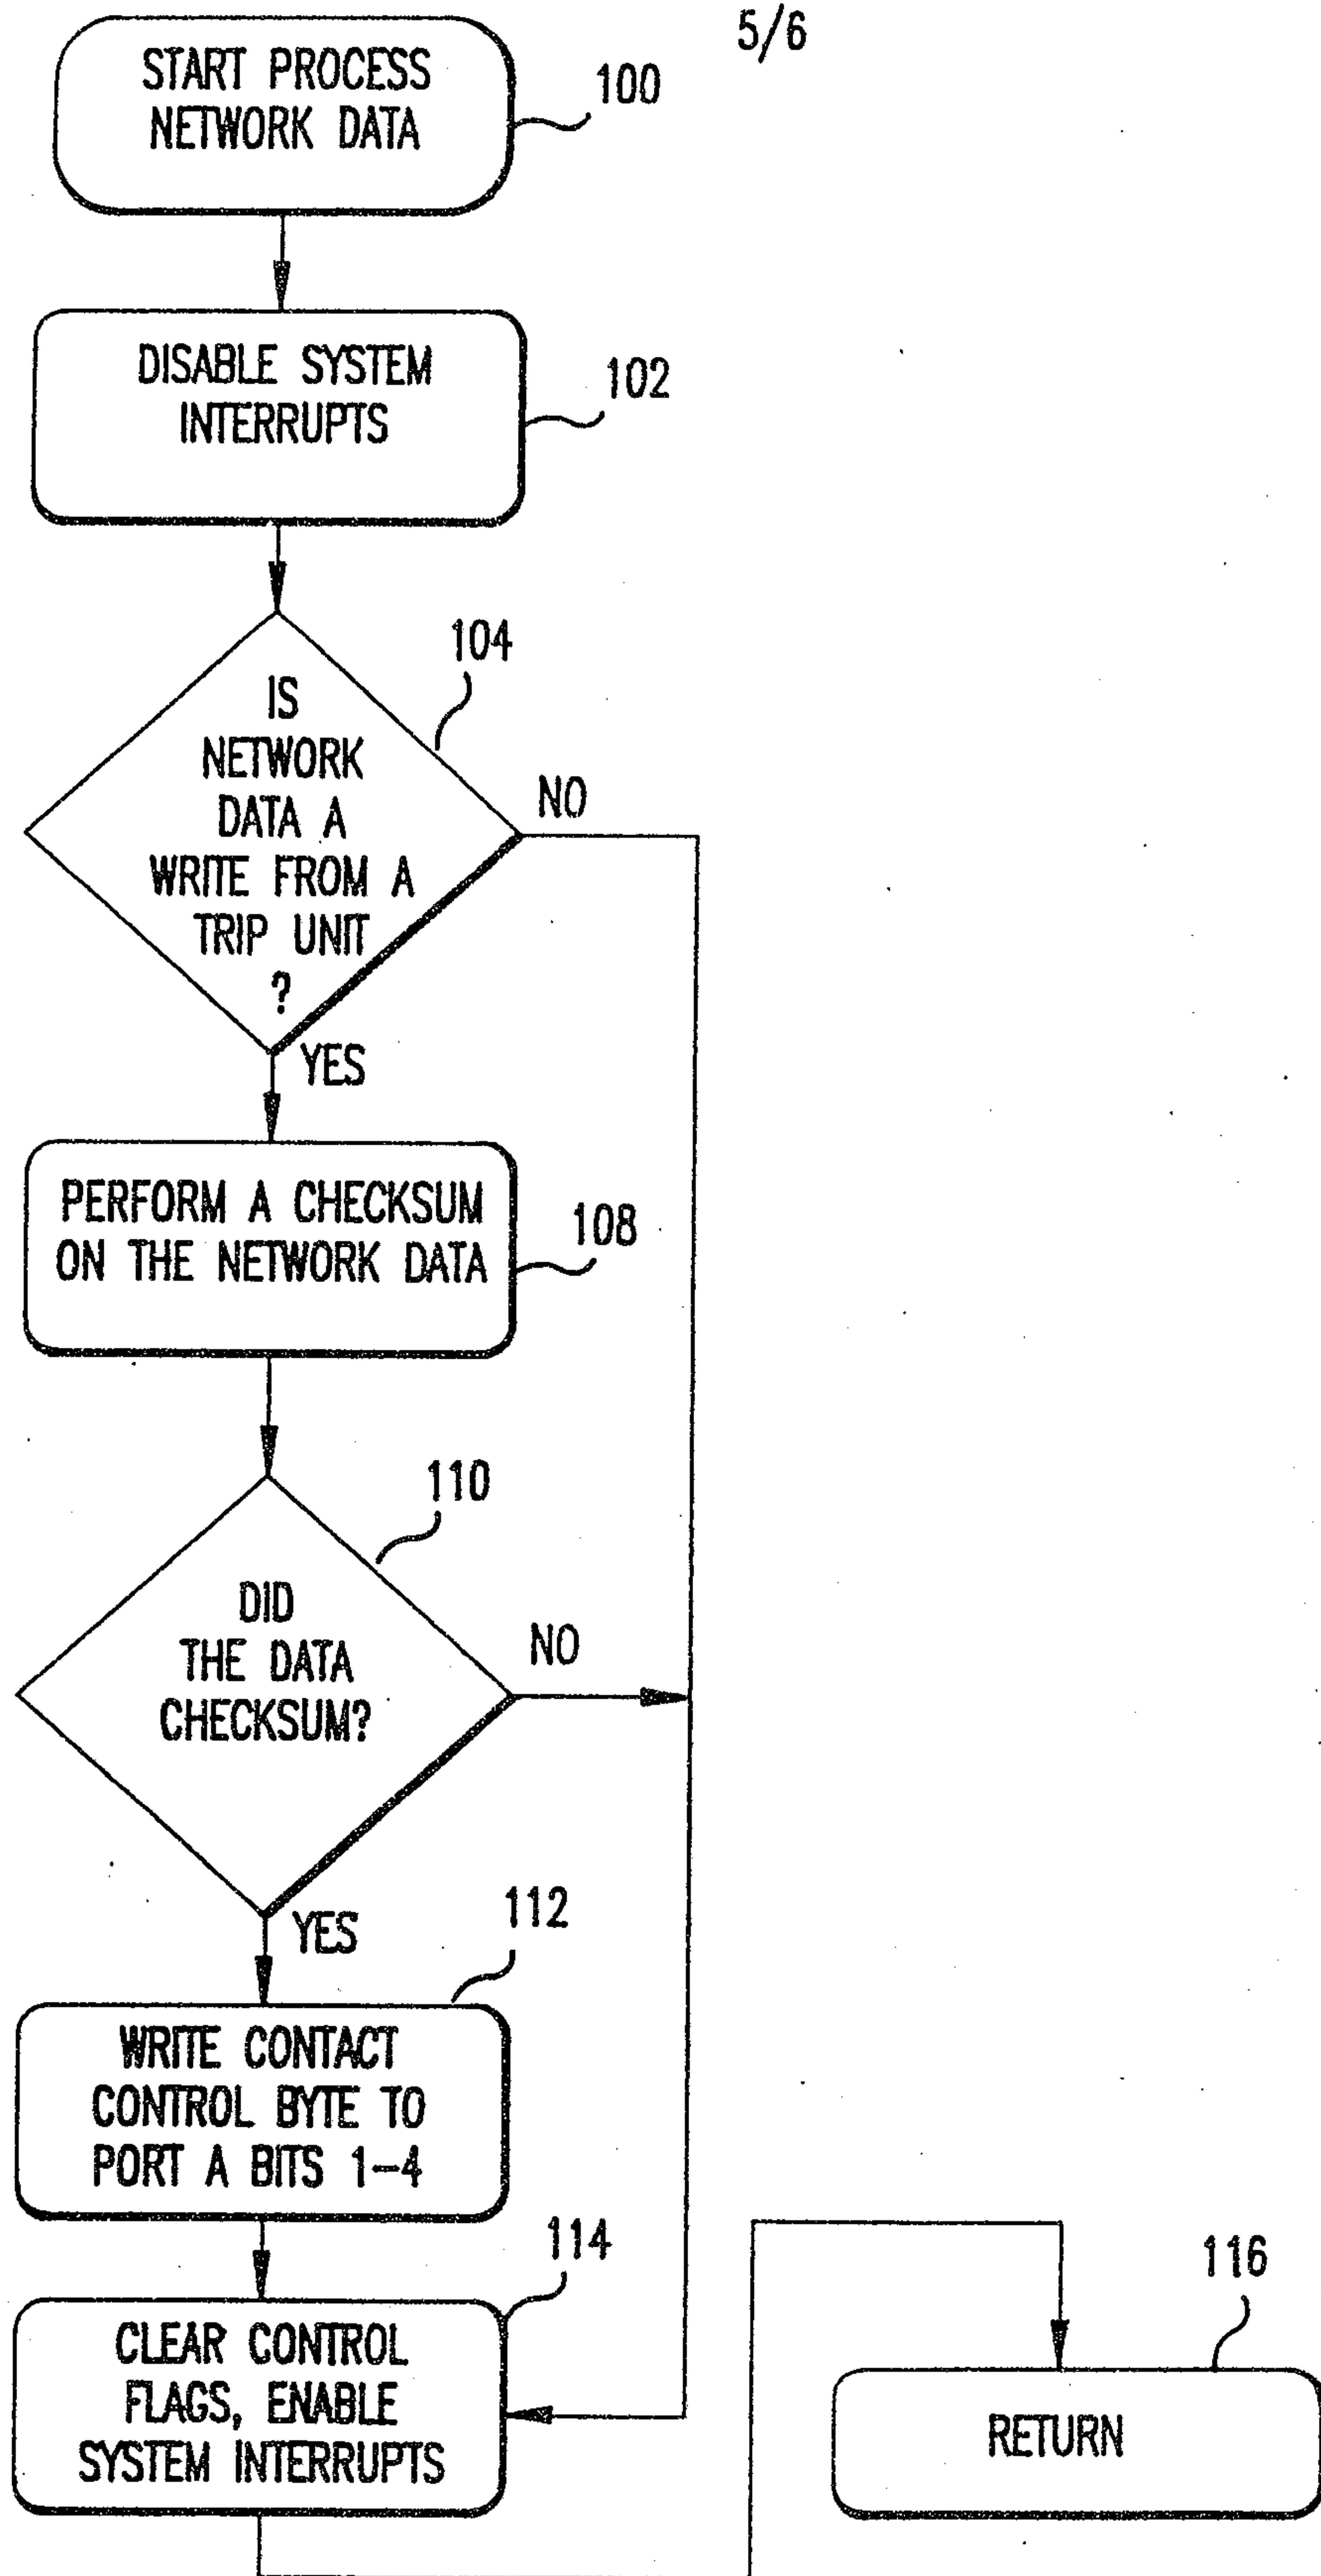 5/6
START PROCESS
NETWORK DATA
100
DISABLE SYSTEM
INTERRUPTS
102
104
IS
NETWORK
DATA A
WRITE FROM A
TRIP UNIT
?
NO
YES
PERFORM A CHECKSUM
ON THE NETWORK DATA
108
110
DID
THE DATA
CHECKSUM?
NO
YES
112
WRITE CONTACT
CONTROL BYTE TO
PORT A BITS 1-4
114
CLEAR CONTROL
FLAGS, ENABLE
SYSTEM INTERRUPTS
116
RETURN